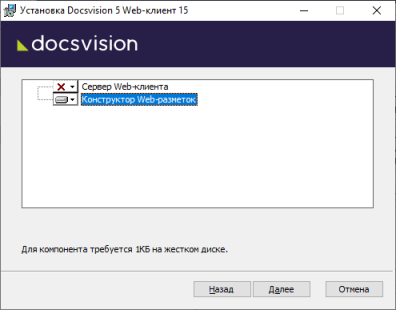 Установка Docsvision 5 Web-клиент 15
docsvision
Сервер Web-клиента
Конструктор Web-разметок
Для компонента требуется 1КБ на жестком диске.
Назад Далее Отмена